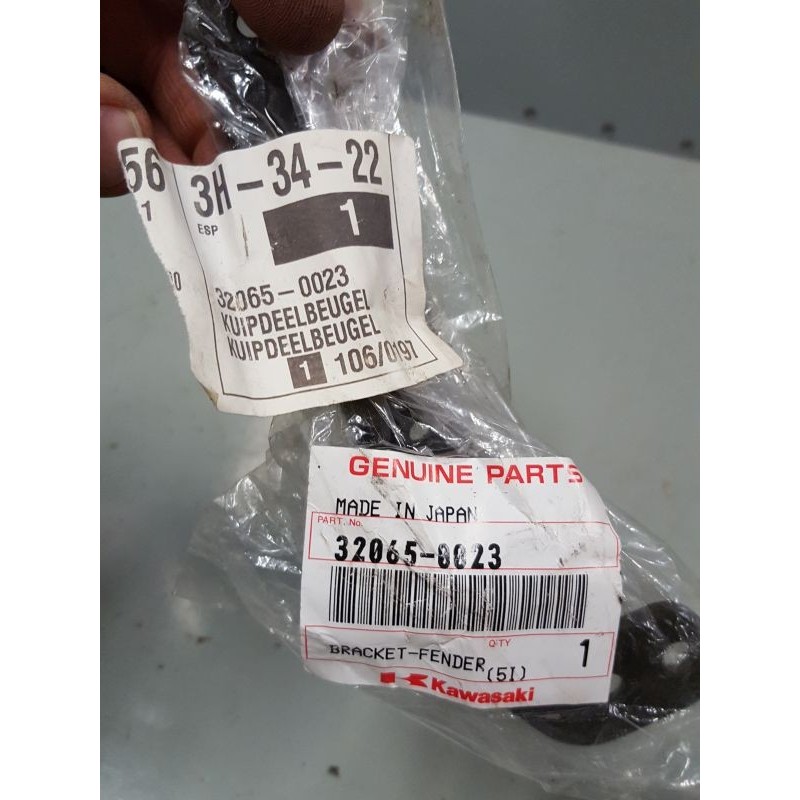 56
3H-34-22
1
ESP
1
60
32065-0023
KUIPDEELBEUGEL
KUIPDEELBEUGEL
1 106/0197
GENUINE PARTS
MADE IN JAPAN
PART. No.
32065-0023
QTY
BRACKET-FENDER 1
(5I)
Kawasaki